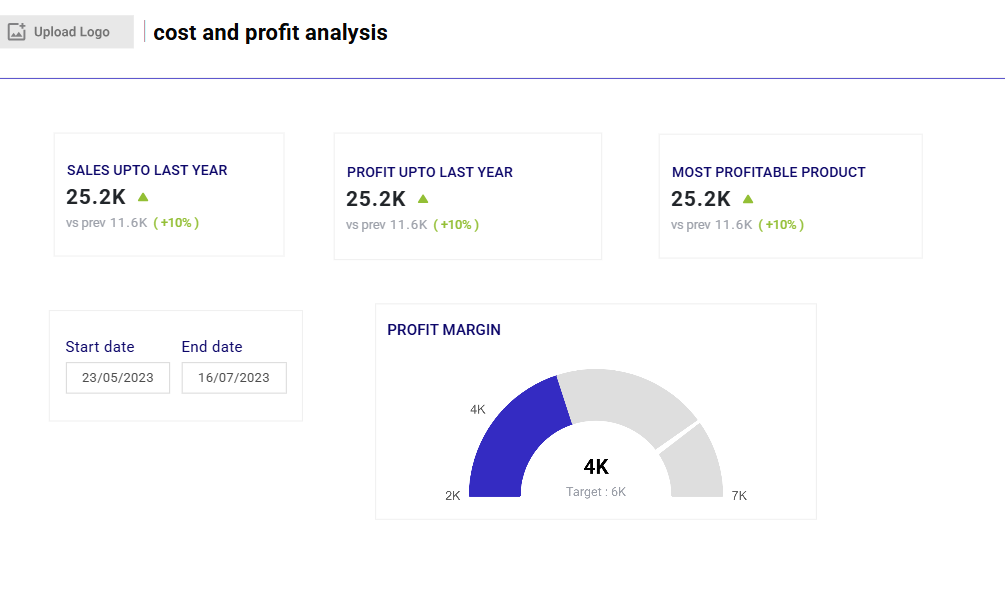 Upload Logo
cost and profit analysis
SALES UPTO LAST YEAR
25.2K
vs prev 11.6K ( +10% )
PROFIT UPTO LAST YEAR
25.2K
vs prev 11.6K ( +10% )
MOST PROFITABLE PRODUCT
25.2K
vs prev 11.6K ( +10% )
Start date End date
23/05/2023 16/07/2023
PROFIT MARGIN
4K
4K
Target : 6K
2K
7K